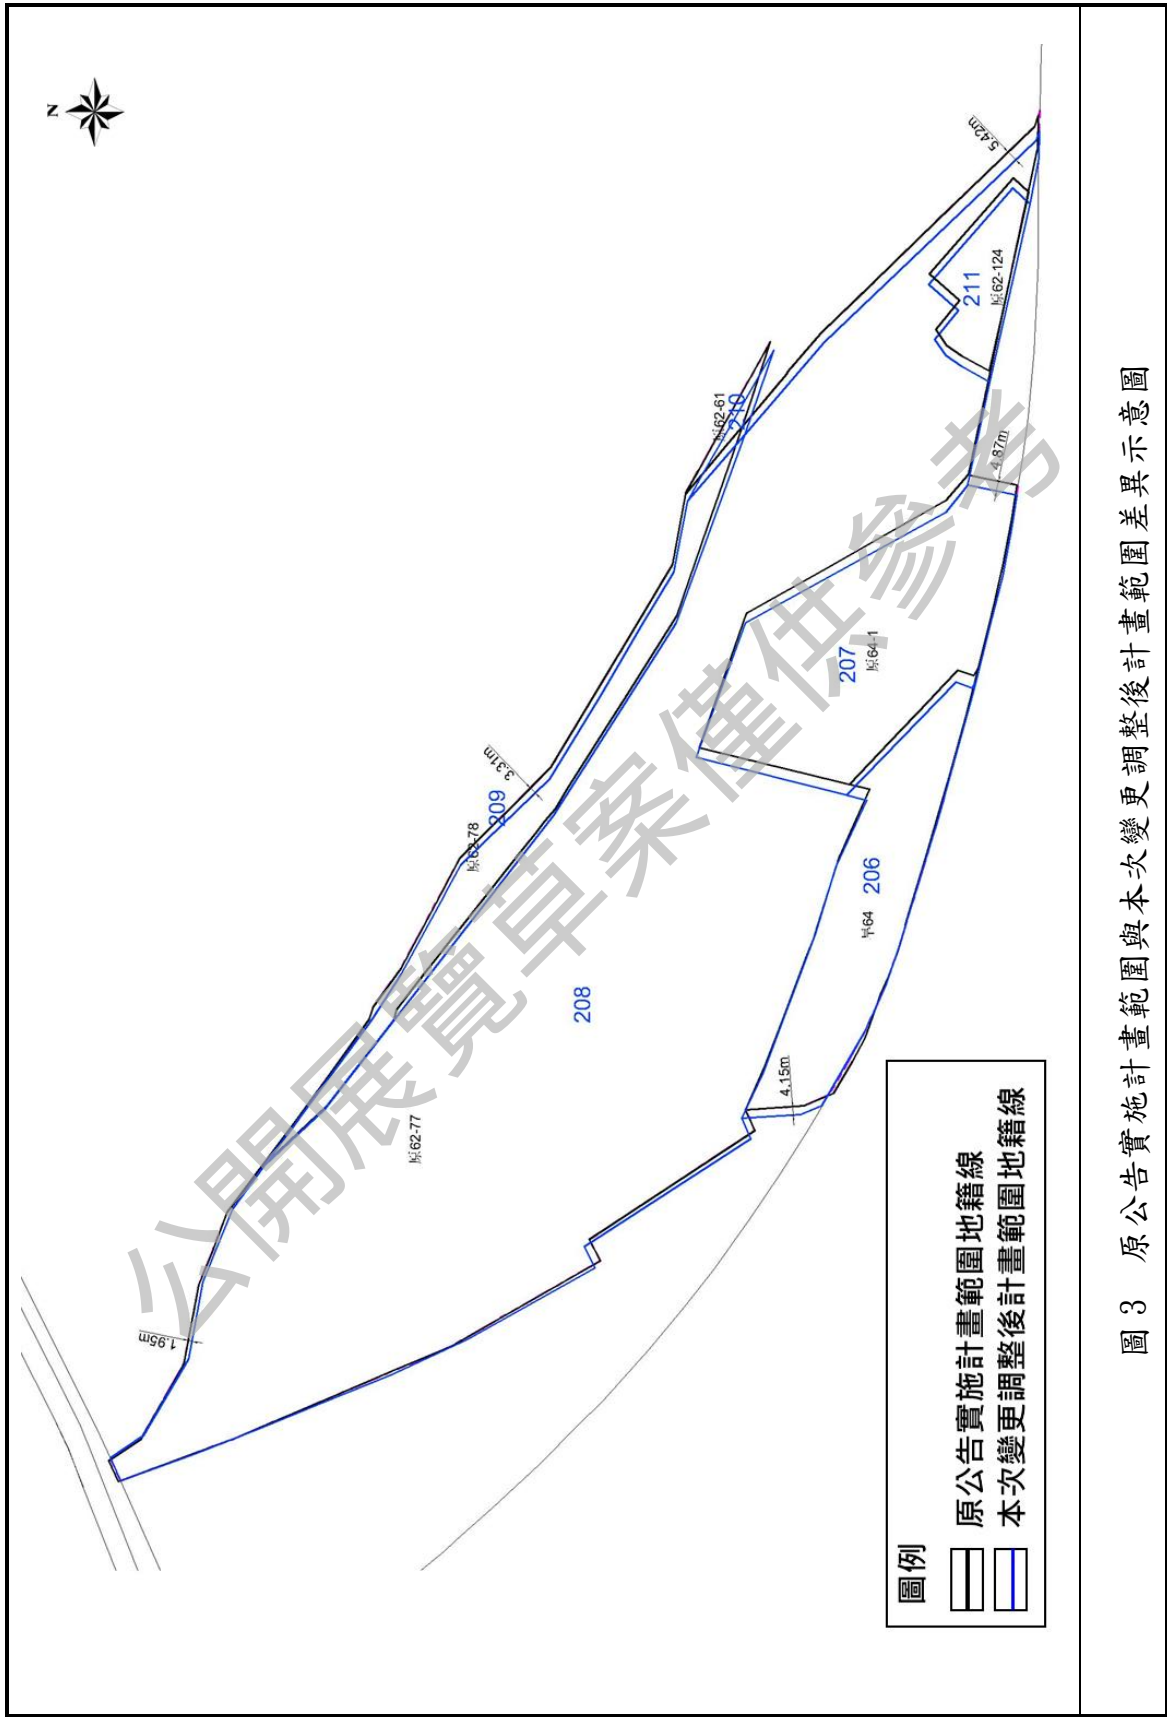 N
5.42m
211
原62-124
原62-61
210
4.87m
207
原64-1
3.31m
209
原62-78
206
64
208
4.15m
原62-77
1.95m
公開展覽草案僅供參考
圖例
原公告實施計畫範圍地籍線
本次變更調整後計畫範圍地籍線
圖 3 原公告實施計畫範圍與本次變更調整後計畫範圍差異示意圖